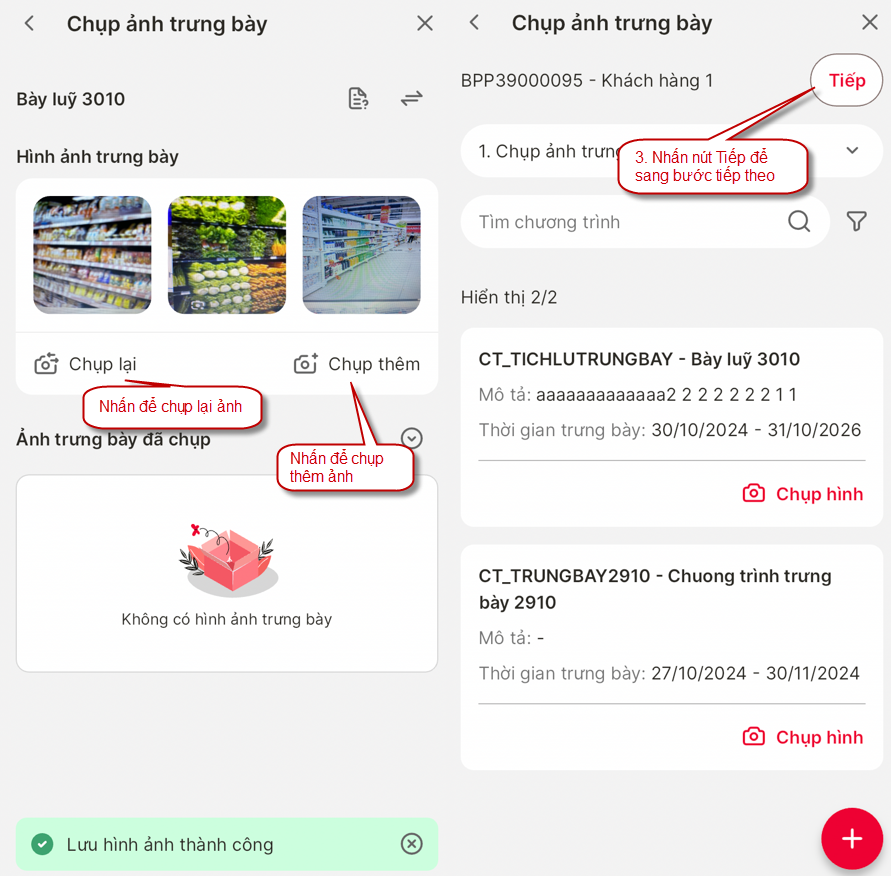 Chụp ảnh trưng bày
Bày luỹ 3010
Hình ảnh trưng bày
Chụp lại
Chụp thêm
Nhấn để chụp lại ảnh
Ảnh trưng bày đã chụp
Nhấn để chụp
thêm ảnh
Không có hình ảnh trưng bày
Lưu hình ảnh thành công
Chụp ảnh trưng bày
BPP39000095 - Khách hàng 1
Tiếp
1. Chụp ảnh trưng
3. Nhấn nút Tiếp để
sang bước tiếp theo
Tìm chương trình
Hiển thị 2/2
CT_TICHLUTRUNGBAY - Bày luỹ 3010
Mô tả: aaaaaaaaaaaaa2 2 2 2 2 2 2 1 1
Thời gian trưng bày: 30/10/2024 - 31/10/2026
Chụp hình
CT_TRUNGBAY2910 - Chuong trình trưng
bày 2910
Mô tả: -
Thời gian trưng bày: 27/10/2024 - 30/11/2024
Chụp hình